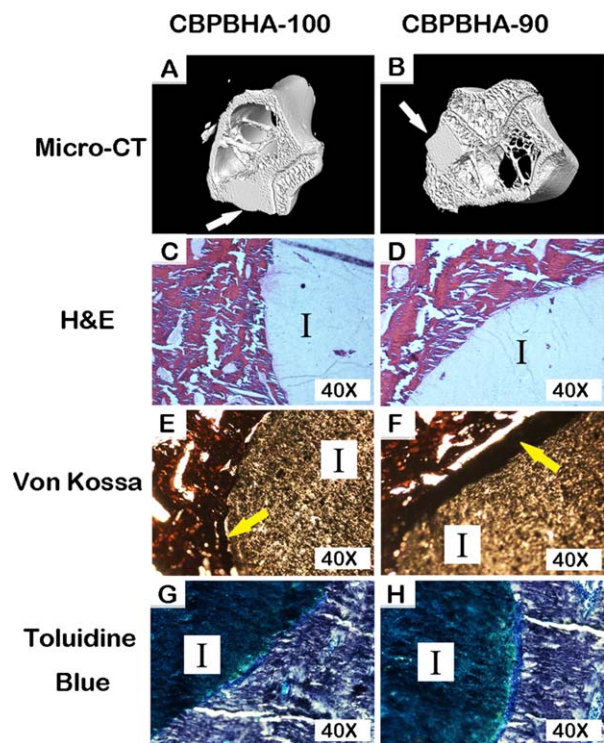 CBPBHA-100 CBPBHA-90
Micro-CT A B
H&E C D
I I
40X 40X
Von Kossa E F
I I
40X 40X
Toluidine Blue G H
I I
40X 40X